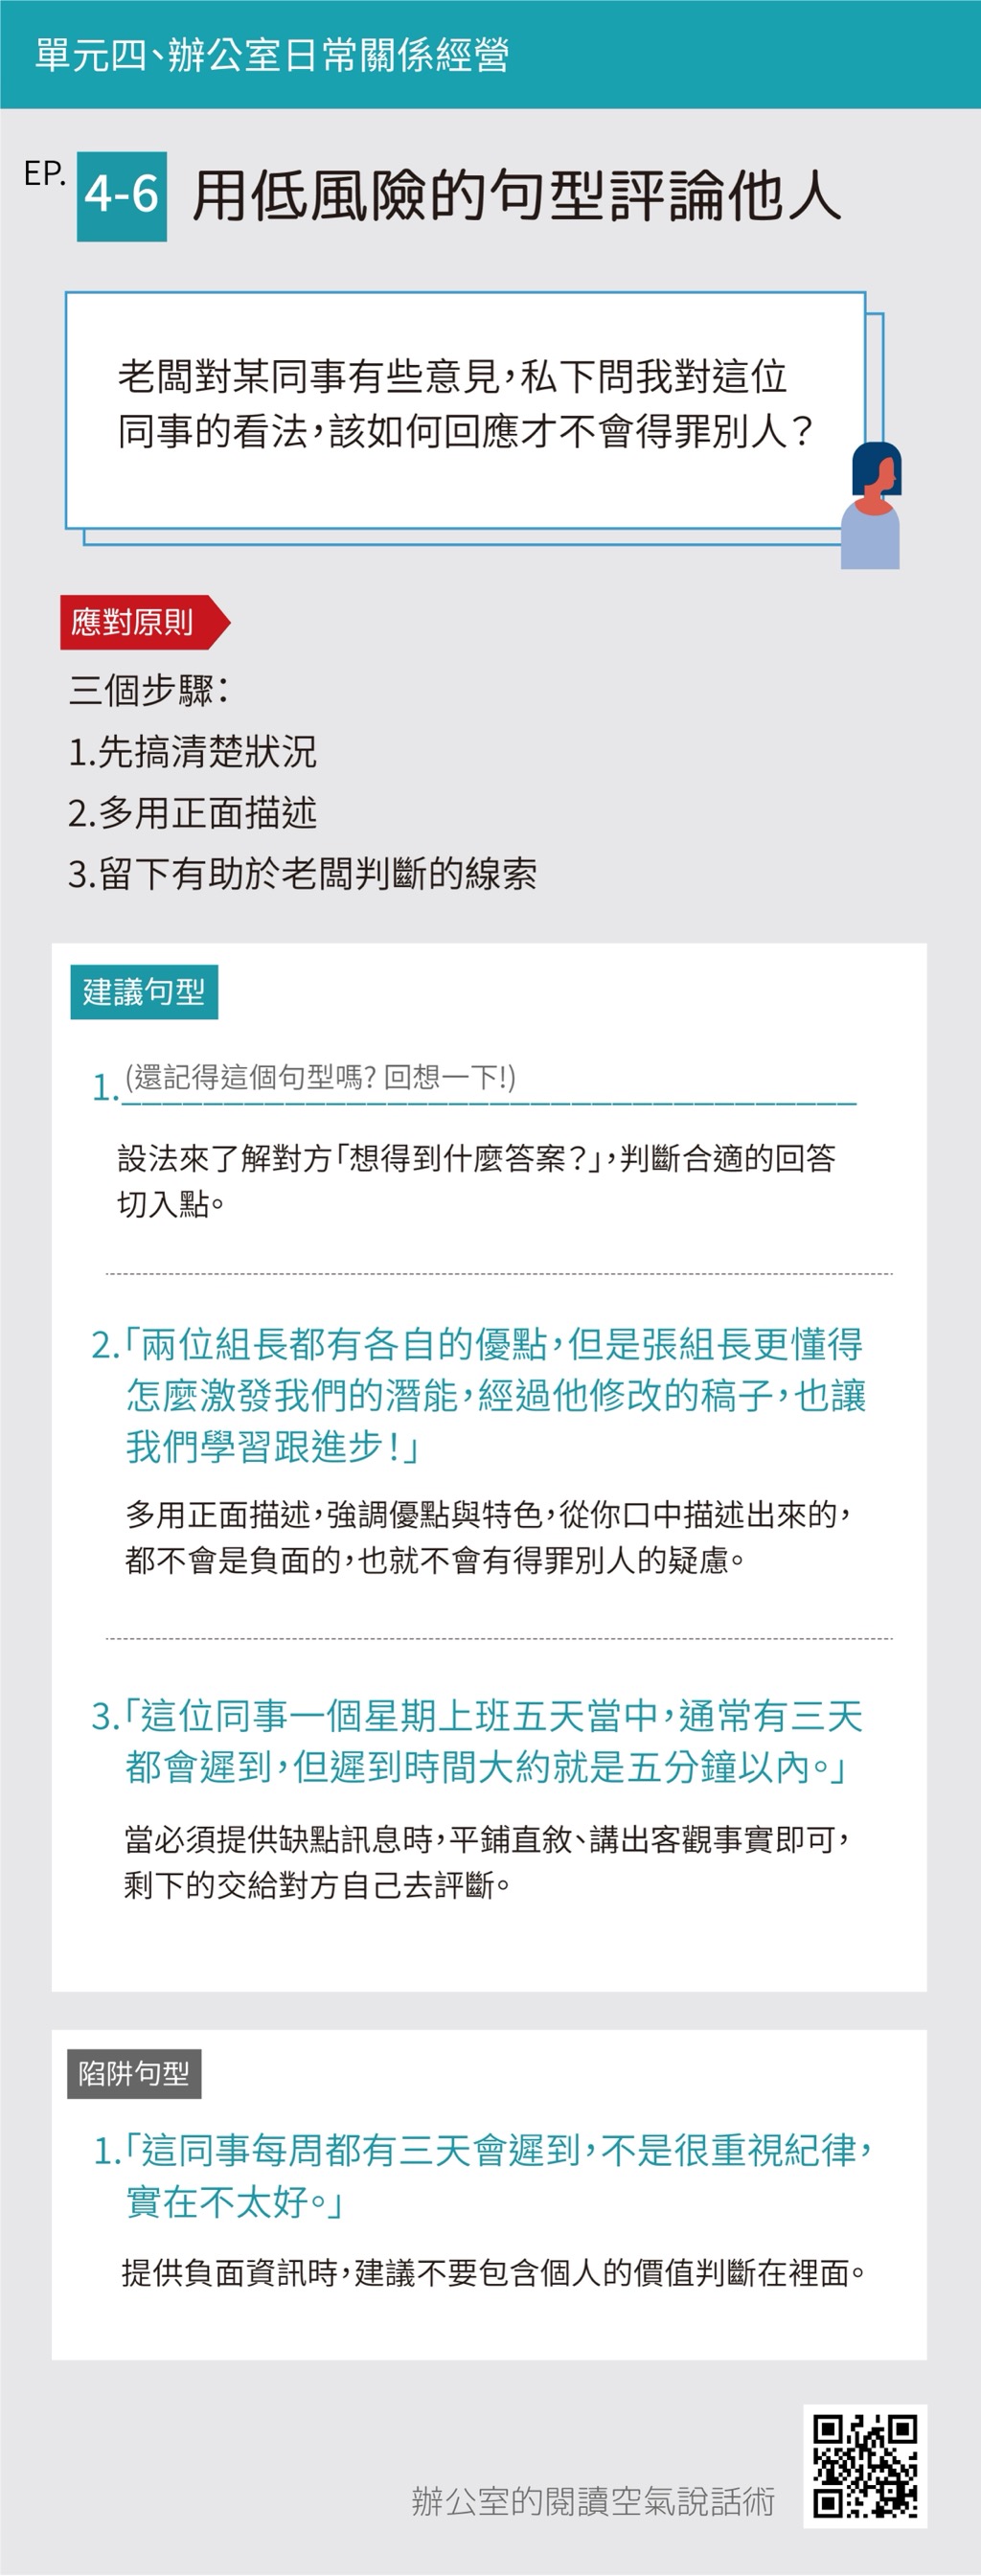 單元四、辦公室日常關係經營
EP. 4-6 用低風險的句型評論他人
老闆對某同事有些意見，私下問我對這位
同事的看法，該如何回應才不會得罪別人？
應對原則
三個步驟：
1.先搞清楚狀況
2.多用正面描述
3.留下有助於老闆判斷的線索
建議句型
1.(還記得這個句型嗎? 回想一下!)
設法來了解對方「想得到什麼答案？」，判斷合適的回答
切入點。
2.「兩位組長都有各自的優點，但是張組長更懂得
怎麼激發我們的潛能，經過他修改的稿子，也讓
我們學習跟進步！」
多用正面描述，強調優點與特色，從你口中描述出來的，
都不會是負面的，也就不會有得罪別人的疑慮。
3.「這位同事一個星期上班五天當中，通常有三天
都會遲到，但遲到時間大約就是五分鐘以內。」
當必須提供缺點訊息時，平鋪直敘、講出客觀事實即可，
剩下的交給對方自己去評斷。
陷阱句型
1.「這同事每周都有三天會遲到，不是很重視紀律，
實在不太好。」
提供負面資訊時，建議不要包含個人的價值判斷在裡面。
辦公室的閱讀空氣說話術